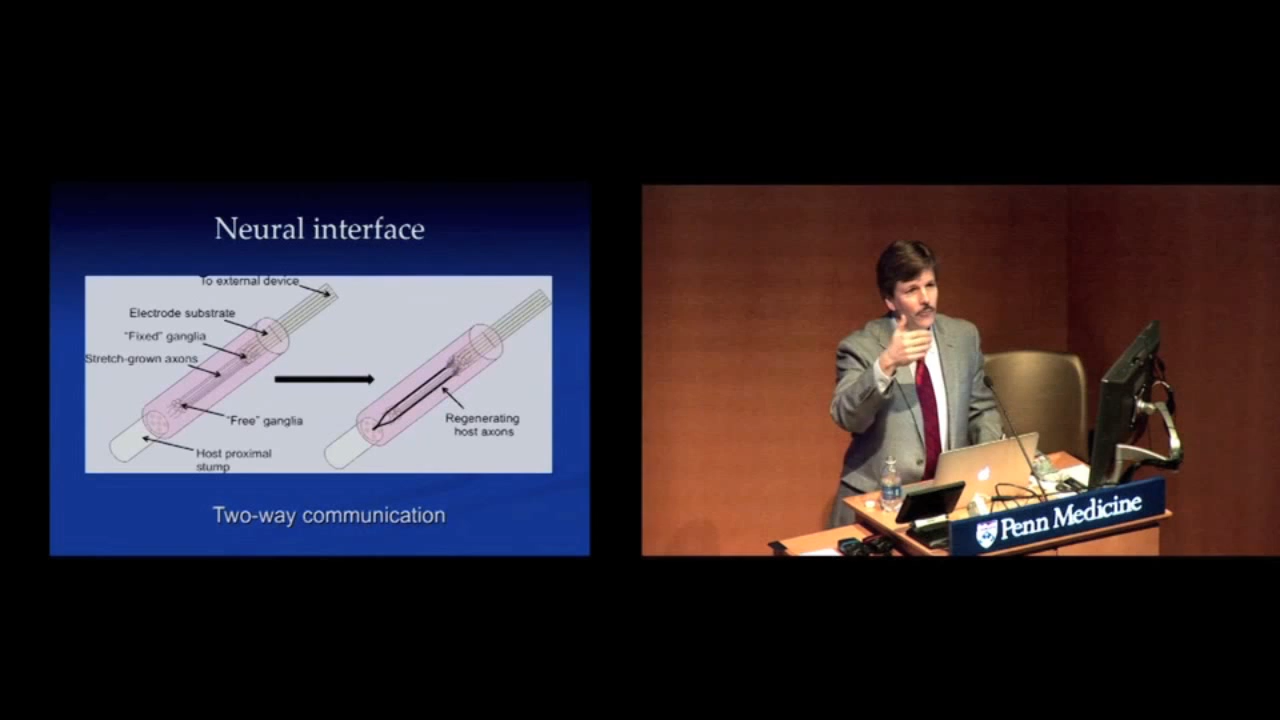 Neural interface
To external device
Electrode substrate
“Fixed” ganglia
Stretch-grown axons
“Free” ganglia
Host proximal
stump
Regenerating
host axons
Two-way communication
Penn Medicine